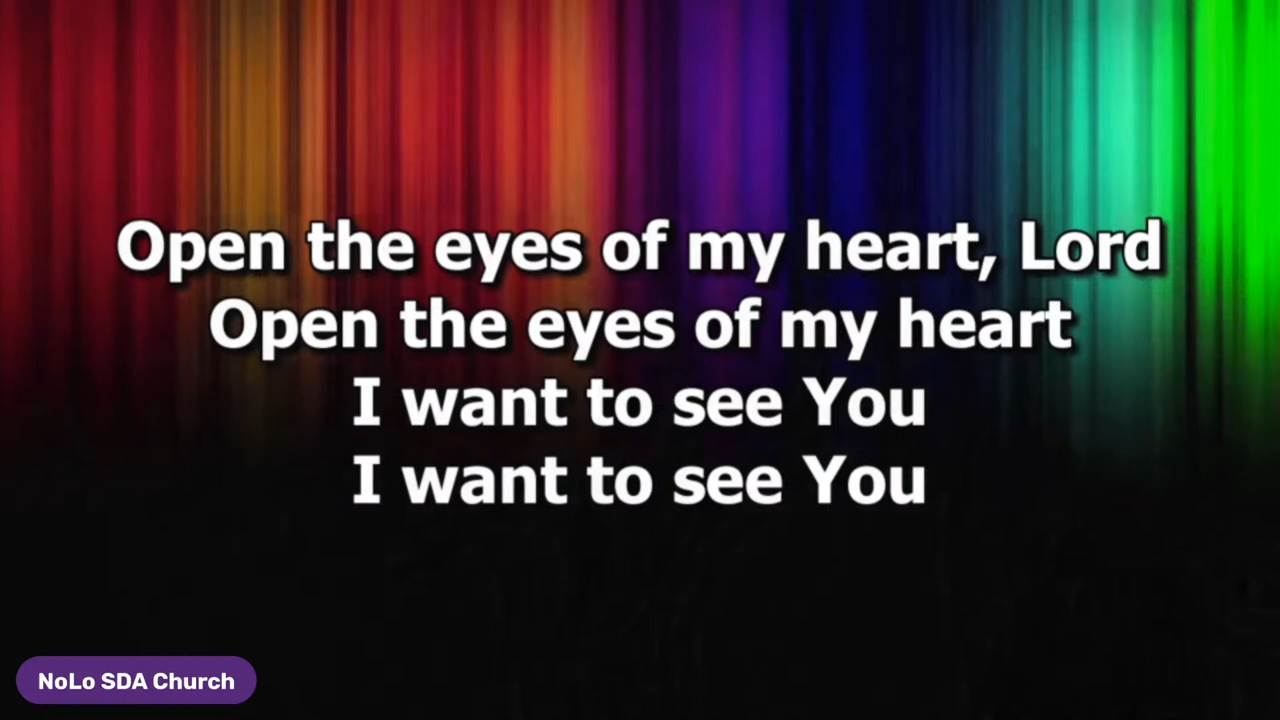 Open the eyes of my heart, Lord
Open the eyes of my heart
I want to see You
I want to see You
NoLo SDA Church